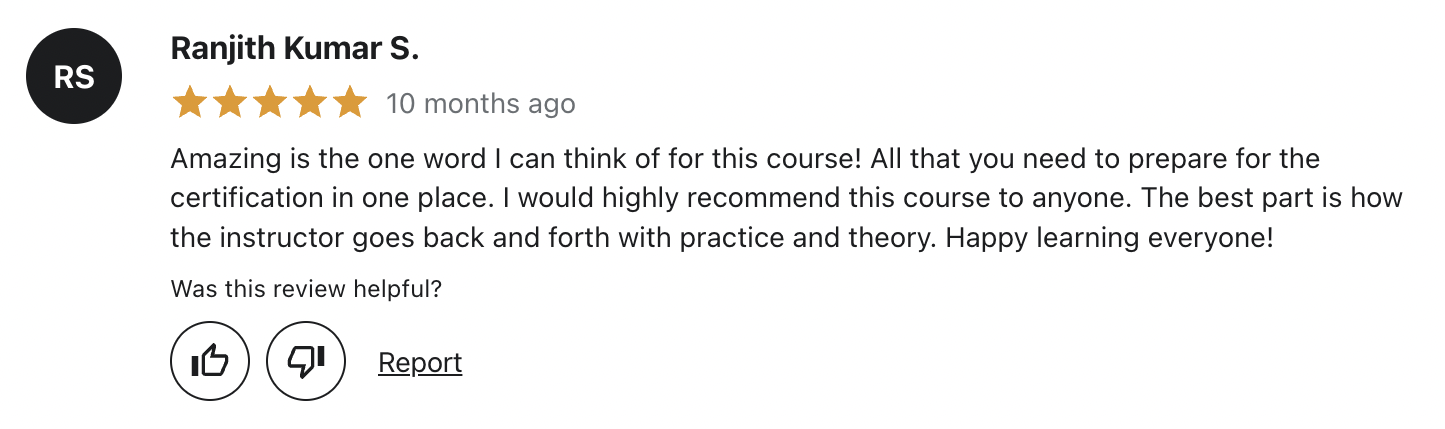 RS
Ranjith Kumar S.
10 months ago
Amazing is the one word I can think of for this course! All that you need to prepare for the
certification in one place. I would highly recommend this course to anyone. The best part is how
the instructor goes back and forth with practice and theory. Happy learning everyone!
Was this review helpful?
Report